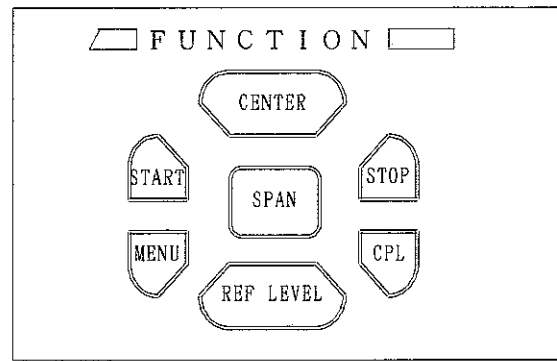 FUNCTION
CENTER
START
SPAN
STOP
MENU
REF LEVEL
CPL